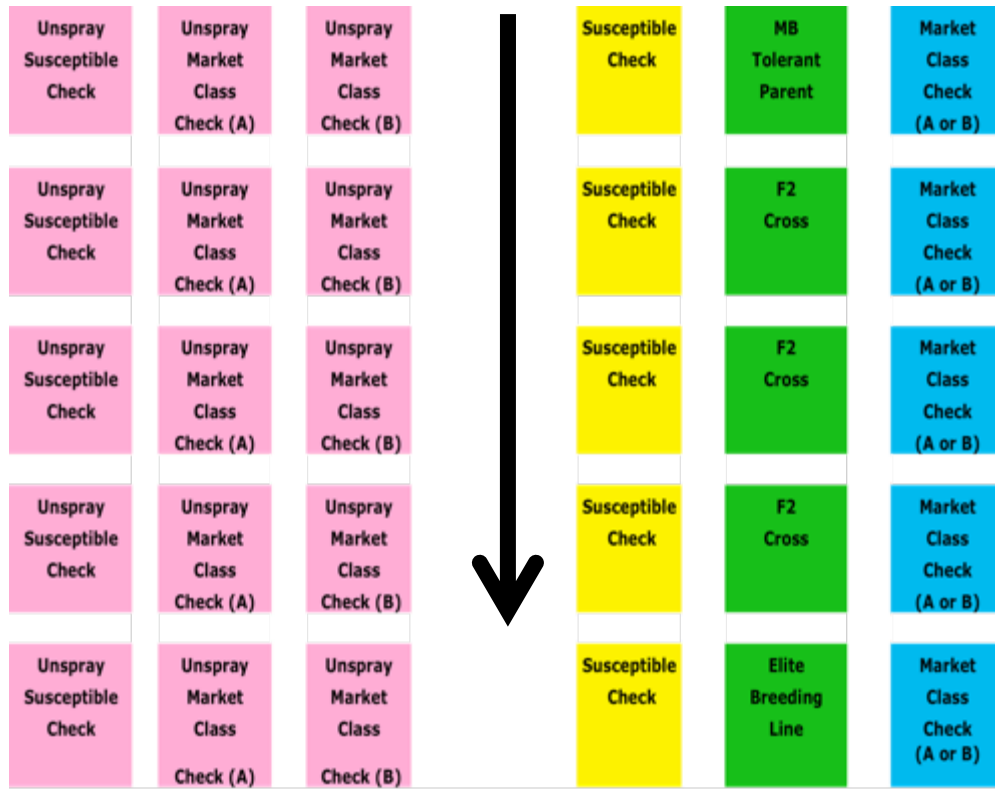 Unspray
Susceptible
Check
Unspray
Market
Class
Check (A)
Unspray
Market
Class
Check (B)
Susceptible
Check
MB
Tolerant
Parent
Market
Class
Check
(A or B)
Unspray
Susceptible
Check
Unspray
Market
Class
Check (A)
Unspray
Market
Class
Check (B)
Susceptible
Check
F2
Cross
Market
Class
Check
(A or B)
Unspray
Susceptible
Check
Unspray
Market
Class
Check (A)
Unspray
Market
Class
Check (B)
Susceptible
Check
F2
Cross
Market
Class
Check
(A or B)
Unspray
Susceptible
Check
Unspray
Market
Class
Check (A)
Unspray
Market
Class
Check (B)
Susceptible
Check
F2
Cross
Market
Class
Check
(A or B)
Unspray
Susceptible
Check
Unspray
Market
Class
Check (A)
Unspray
Market
Class
Check (B)
Susceptible
Check
Elite
Breeding
Line
Market
Class
Check
(A or B)